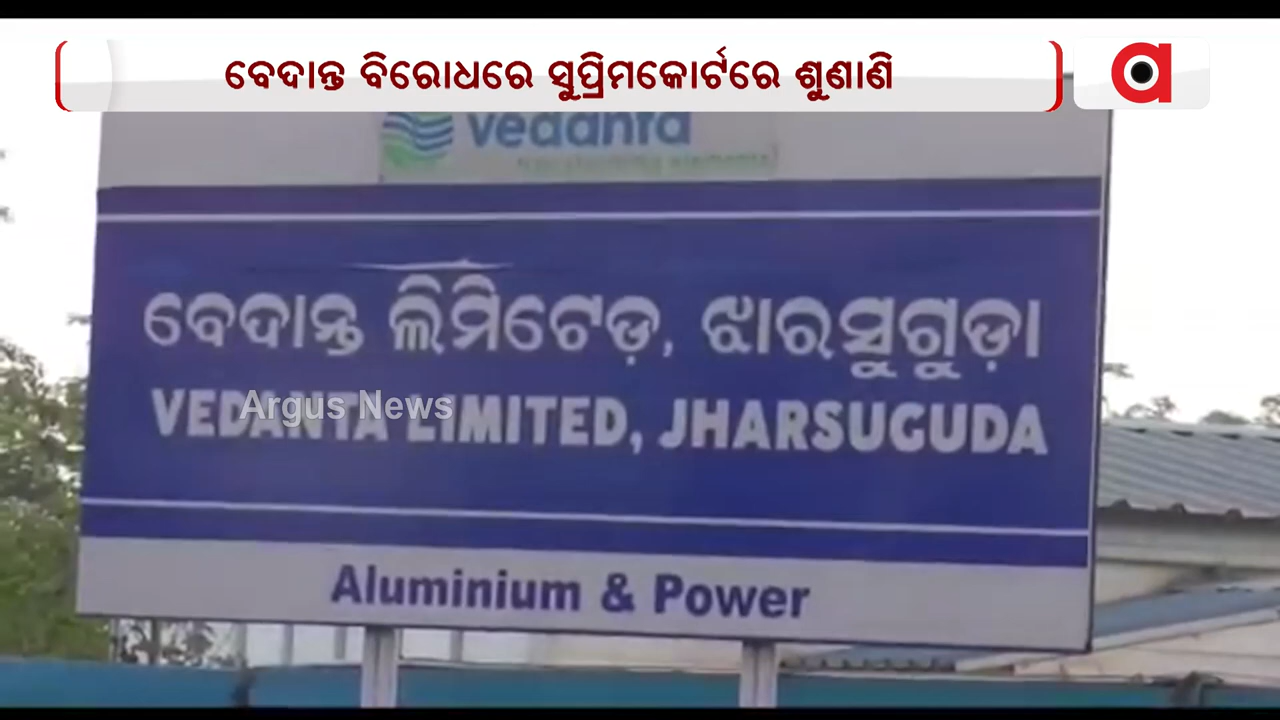 ବେଦାନ୍ତ ବିରୋଧରେ ସୁପ୍ରିମକୋର୍ଟରେ ଶୁଣାଣି
a
vedanta
ବେଦାନ୍ତ ଲିମିଟେଡ଼, ଝାରସୁଗୁଡ଼ା
Argus News
VEDANTA LIMITED, JHARSUGUDA
Aluminium & Power